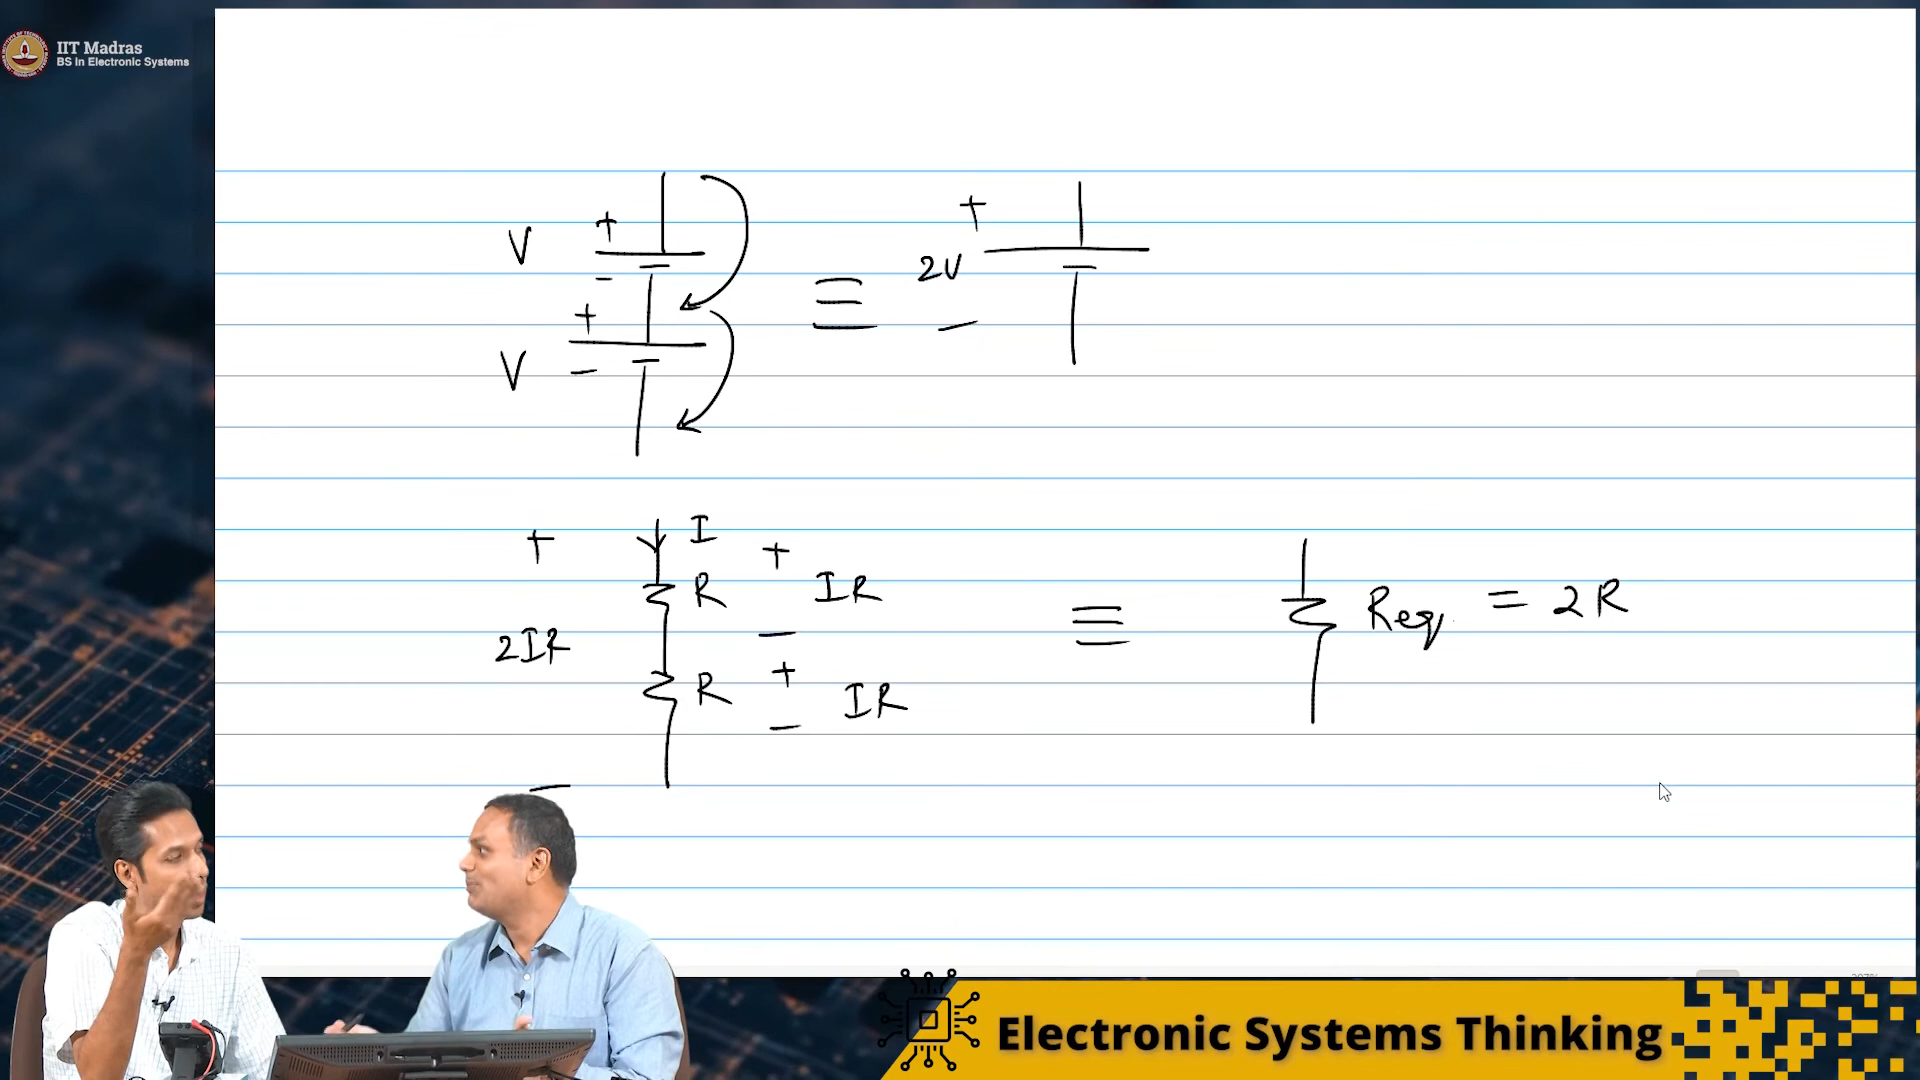 IIT Madras
BS in Electronic Systems
+
V
-
+
V
-
≡
+
2V
-
+
2IR
-
I
R
R
+
IR
-
+
IR
-
≡
Req. = 2R
Electronic Systems Thinking